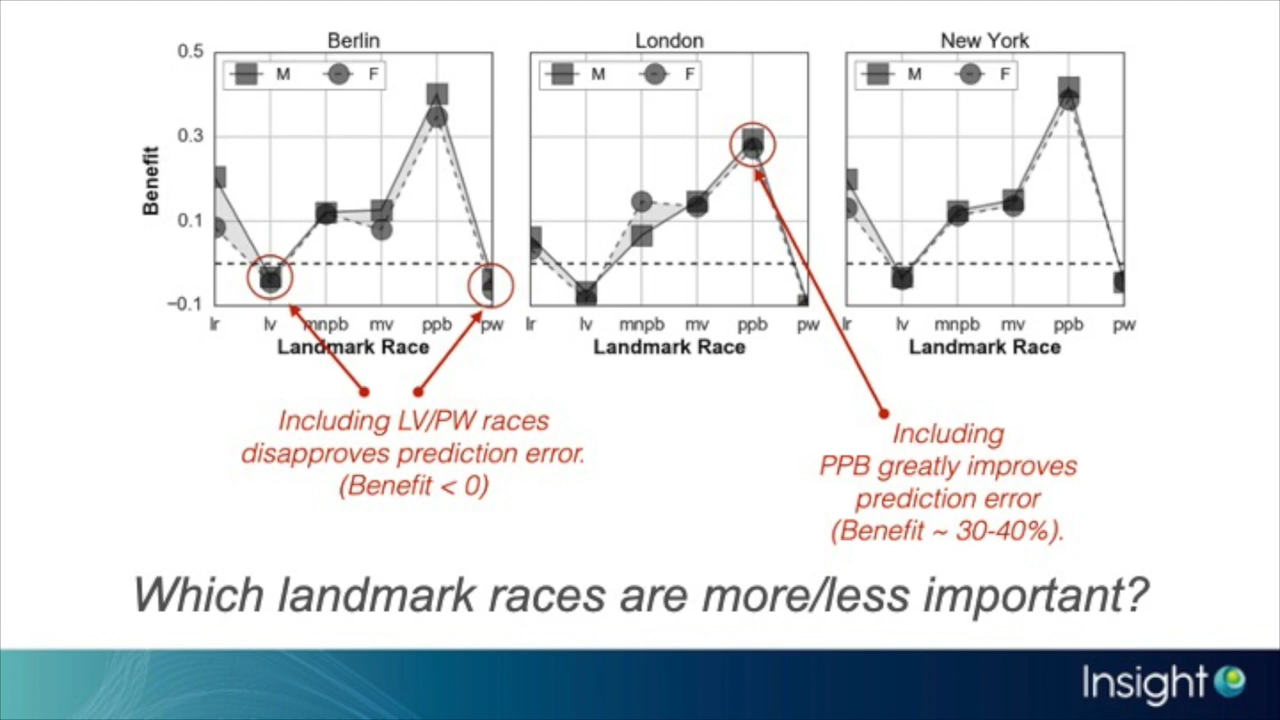 Berlin
London
New York
0.5
0.3
0.1
−0.1
Benefit
M F
M F
M F
lr lv mnpb mv ppb pw
lr lv mnpb mv ppb pw
lr lv mnpb mv ppb pw
Landmark Race
Landmark Race
Landmark Race
Including LV/PW races
disapproves prediction error.
(Benefit < 0)
Including
PPB greatly improves
prediction error
(Benefit ~ 30-40%).
Which landmark races are more/less important?
Insight